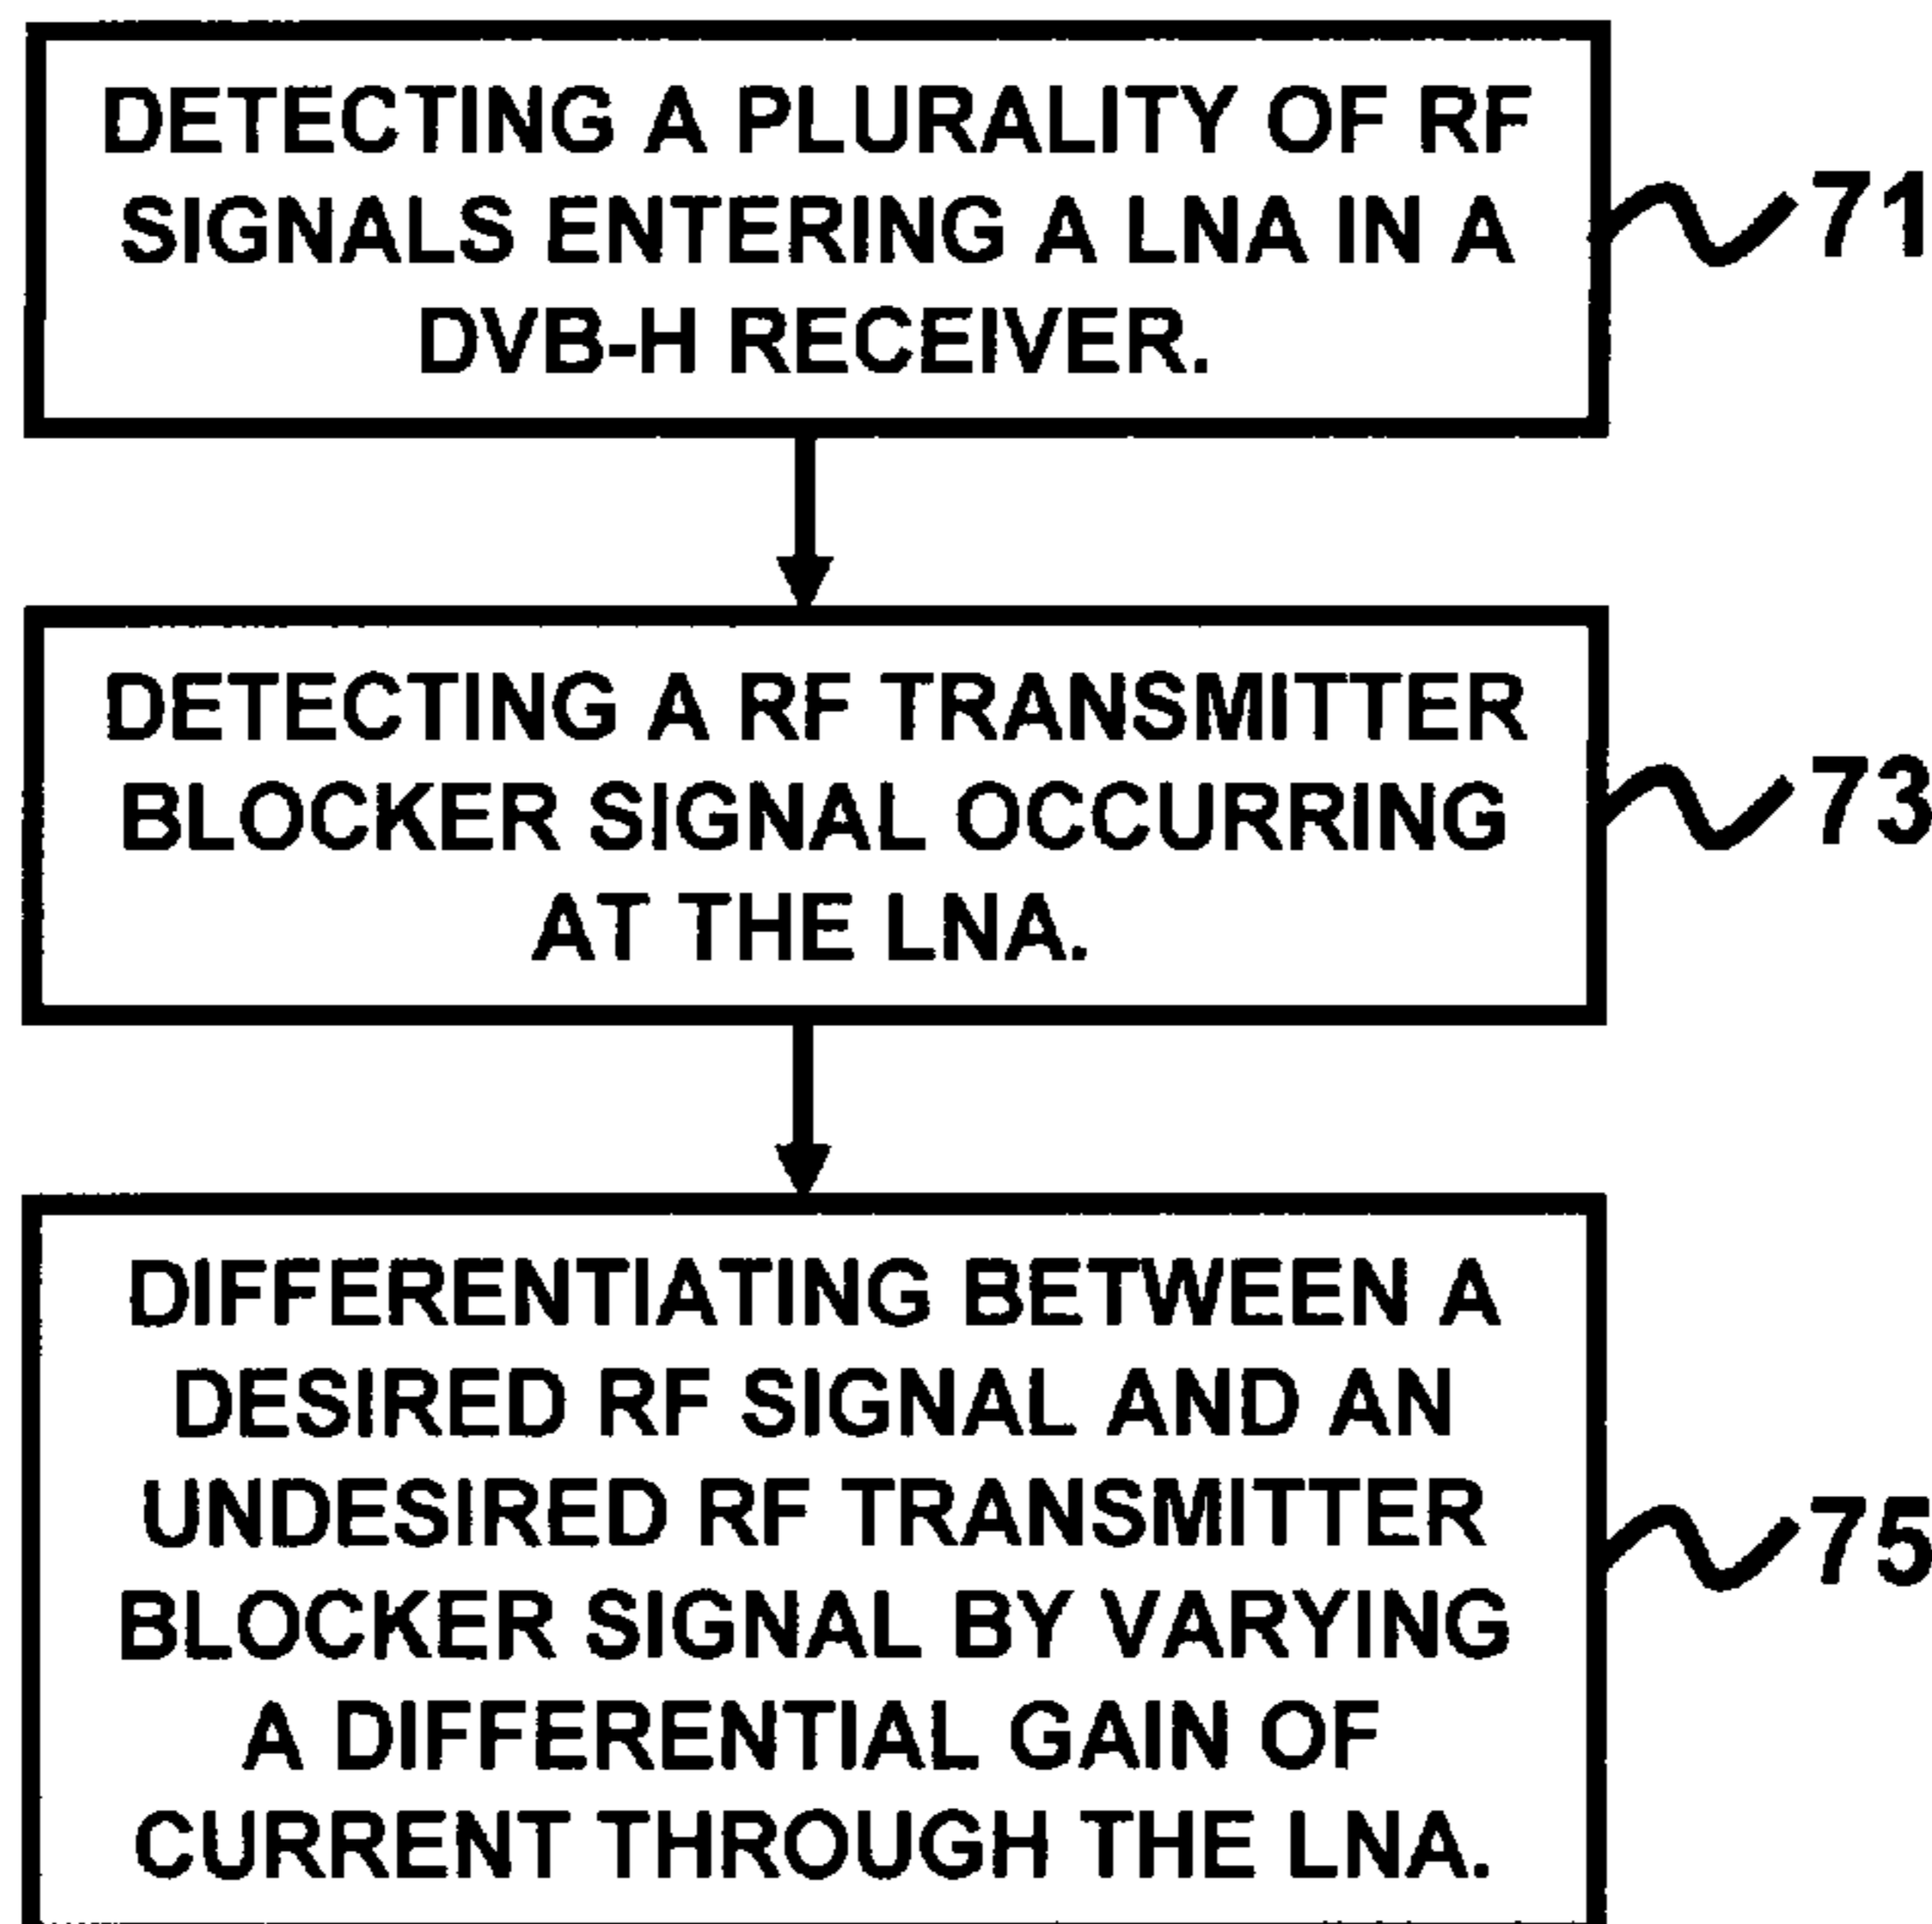 DETECTING A PLURALITY OF RF
SIGNALS ENTERING A LNA IN A
DVB-H RECEIVER.
71
DETECTING A RF TRANSMITTER
BLOCKER SIGNAL OCCURRING
AT THE LNA.
73
DIFFERENTIATING BETWEEN A
DESIRED RF SIGNAL AND AN
UNDESIRED RF TRANSMITTER
BLOCKER SIGNAL BY VARYING
A DIFFERENTIAL GAIN OF
CURRENT THROUGH THE LNA.
75